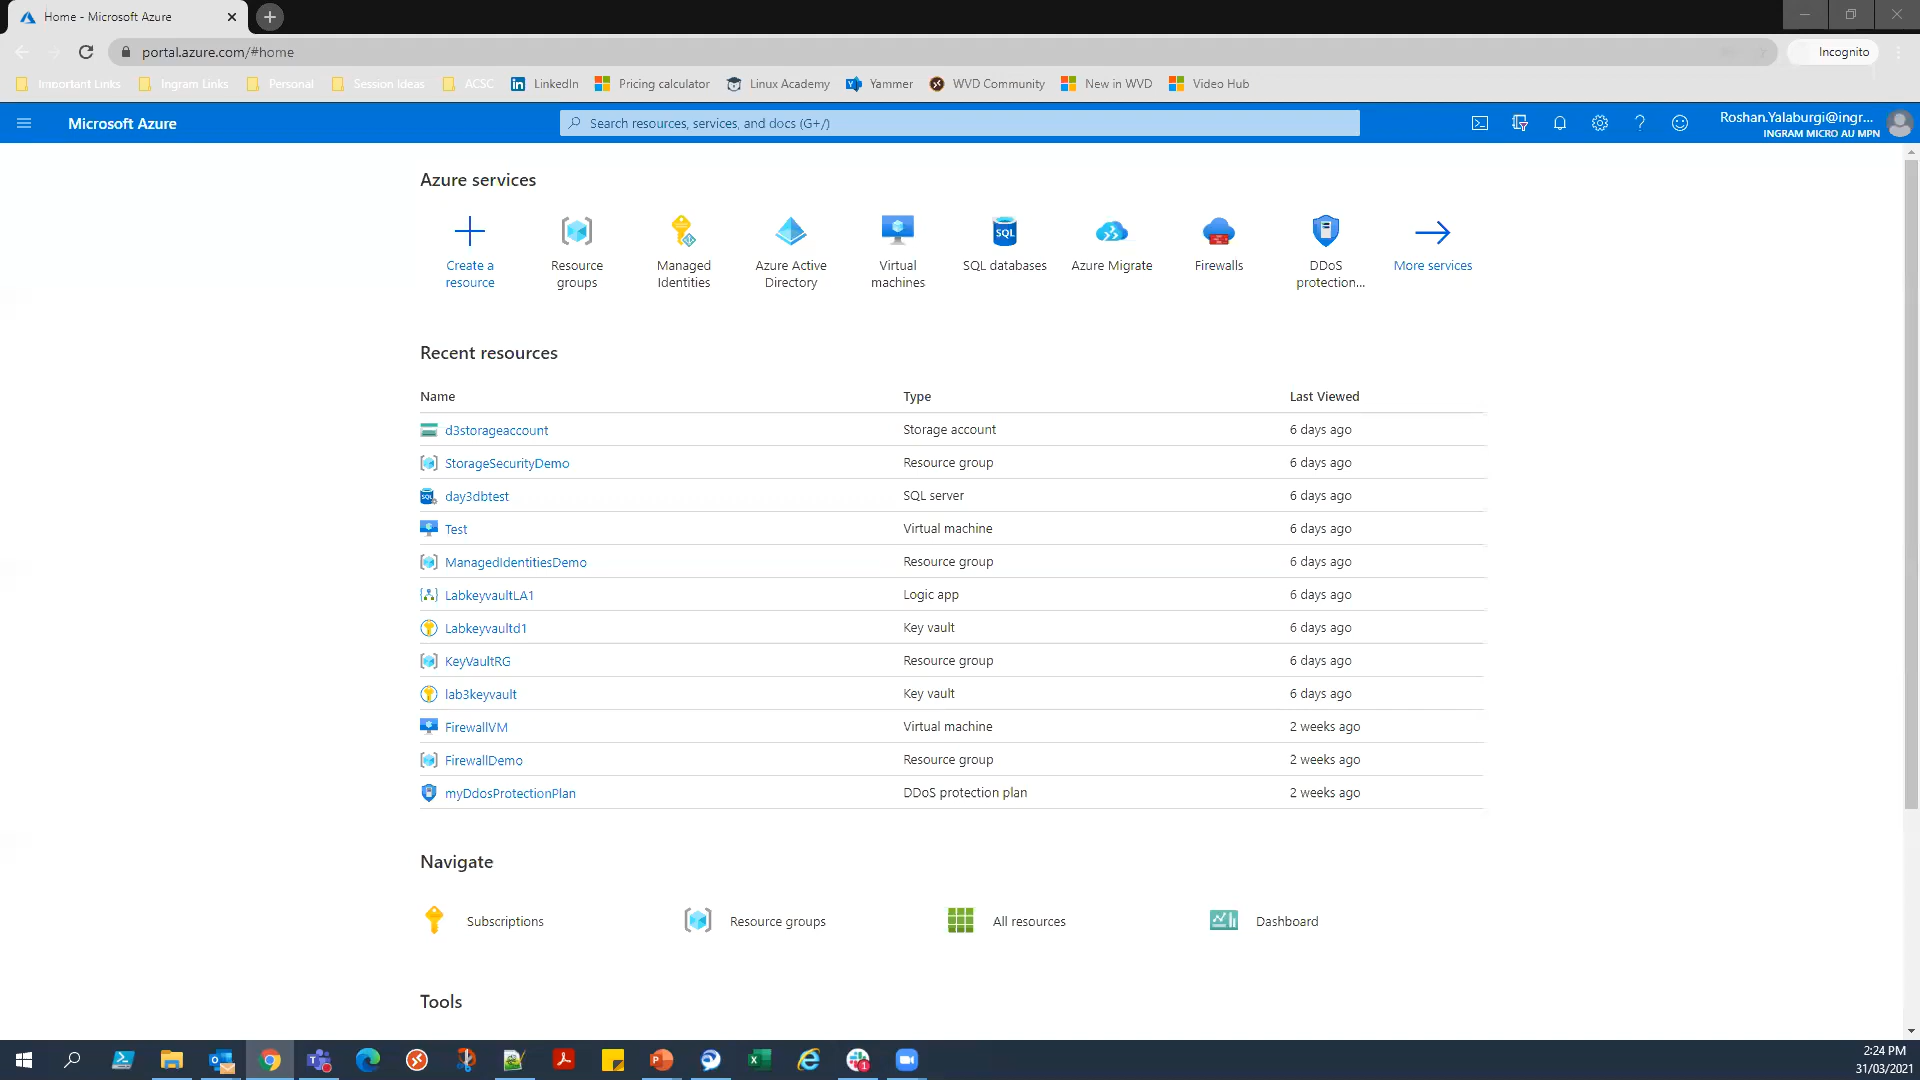 Home - Microsoft Azure
portal.azure.com/#home
Incognito
Important Links
Ingram Links
Personal
Session Ideas
ACSC
LinkedIn
Pricing calculator
Linux Academy
Yammer
WVD Community
New in WVD
Video Hub
Microsoft Azure
Search resources, services, and docs (G+/)
Roshan.Yalaburgi@ingr...
INGRAM MICRO AU MPN
Azure services
Create a
resource
Resource
groups
Managed
Identities
Azure Active
Directory
Virtual
machines
SQL
SQL databases
Azure Migrate
Firewalls
DDoS
protection...
More services
Recent resources
Name Type Last Viewed
d3storageaccount Storage account 6 days ago
StorageSecurityDemo Resource group 6 days ago
day3dbtest SQL server 6 days ago
Test Virtual machine 6 days ago
ManagedIdentitiesDemo Resource group 6 days ago
LabkeyvaultLA1 Logic app 6 days ago
Labkeyvaultd1 Key vault 6 days ago
KeyVaultRG Resource group 6 days ago
lab3keyvault Key vault 6 days ago
FirewallVM Virtual machine 2 weeks ago
FirewallDemo Resource group 2 weeks ago
myDdosProtectionPlan DDoS protection plan 2 weeks ago
Navigate
Subscriptions
Resource groups
All resources
Dashboard
Tools
2:24 PM
31/03/2021